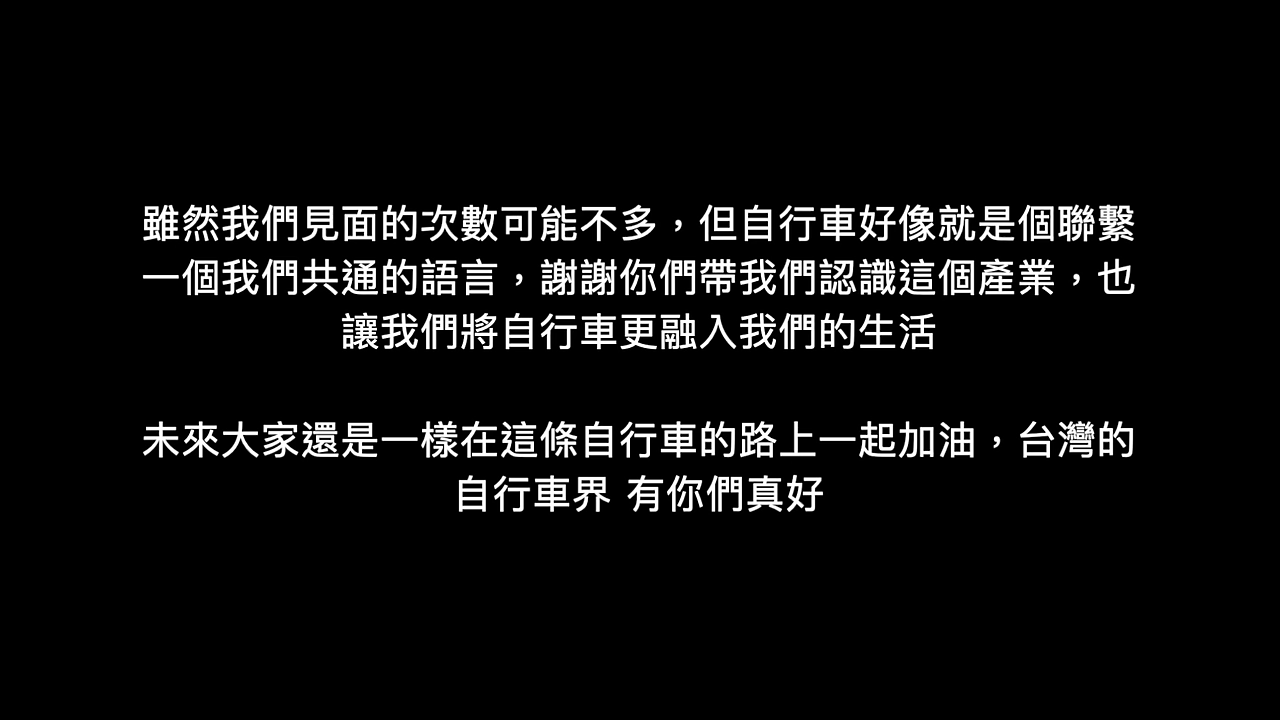 雖然我們見面的次數可能不多，但自行車好像就是個聯繫
一個我們共通的語言，謝謝你們帶我們認識這個產業，也
讓我們將自行車更融入我們的生活
未來大家還是一樣在這條自行車的路上一起加油，台灣的
自行車界 有你們真好